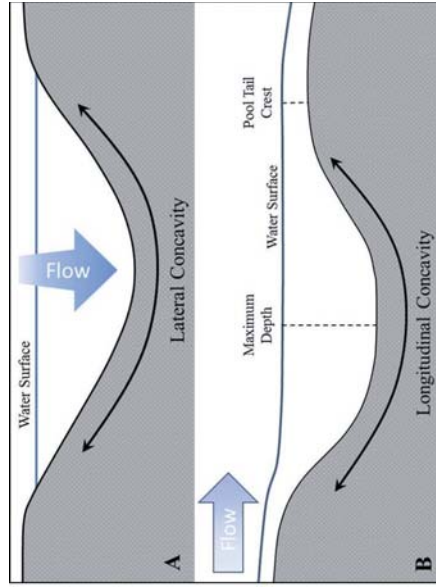 Water Surface
Flow
Lateral Concavity
A
Flow
Maximum
Depth
Water Surface
Pool Tail
Crest
Longitudinal Concavity
B